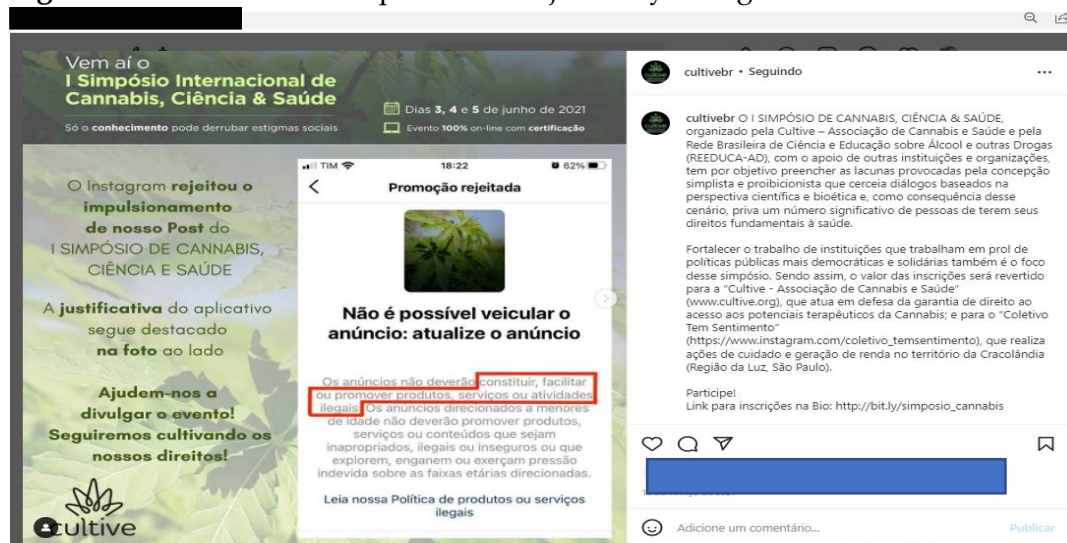 Vem aí o
I Simpósio Internacional de
Cannabis, Ciência & Saúde
Só o conhecimento pode derrubar estigmas sociais
Dias 3, 4 e 5 de junho de 2021
Evento 100% on-line com certificação
O Instagram rejeitou o
impulsionamento
de nosso Post do
I SIMPÓSIO DE CANNABIS,
CIÊNCIA E SAÚDE
A justificativa do aplicativo
segue destacado
na foto ao lado
Ajudem-nos a
divulgar o evento!
Seguiremos cultivando os
nossos direitos!
cultive
TIM 18:22 62%
Promoção rejeitada
Não é possível veicular o
anúncio: atualize o anúncio
Os anúncios não deverão constituir, facilitar
ou promover produtos, serviços ou atividades
ilegais. Os anúncios direcionados a menores
de idade não deverão promover produtos,
serviços ou conteúdos que sejam
inapropriados, ilegais ou inseguros ou que
explorem, enganem ou exerçam pressão
indevida sobre as faixas etárias direcionadas.
Leia nossa Política de produtos ou serviços
ilegais
cultivebr • Seguindo
cultivebr O I SIMPÓSIO DE CANNABIS, CIÊNCIA & SAÚDE,
organizado pela Cultive – Associação de Cannabis e Saúde e pela
Rede Brasileira de Ciência e Educação sobre Álcool e outras Drogas
(REEDUCA-AD), com o apoio de outras instituições e organizações,
tem por objetivo preencher as lacunas provocadas pela concepção
simplista e proibicionista que cerceia diálogos baseados na
perspectiva científica e bioética e, como consequência desse
cenário, priva um número significativo de pessoas de terem seus
direitos fundamentais à saúde.
Fortalecer o trabalho de instituições que trabalham em prol de
políticas públicas mais democráticas e solidárias também é o foco
desse simpósio. Sendo assim, o valor das inscrições será revertido
para a "Cultive - Associação de Cannabis e Saúde"
(www.cultive.org), que atua em defesa da garantia de direito ao
acesso aos potenciais terapêuticos da Cannabis; e para o "Coletivo
Tem Sentimento"
(https://www.instagram.com/coletivo_temsentimento), que realiza
ações de cuidado e geração de renda no território da Cracolândia
(Região da Luz, São Paulo).
Participe!
Link para inscrições na Bio: http://bit.ly/simposio_cannabis
Adicione um comentário...
Publicar